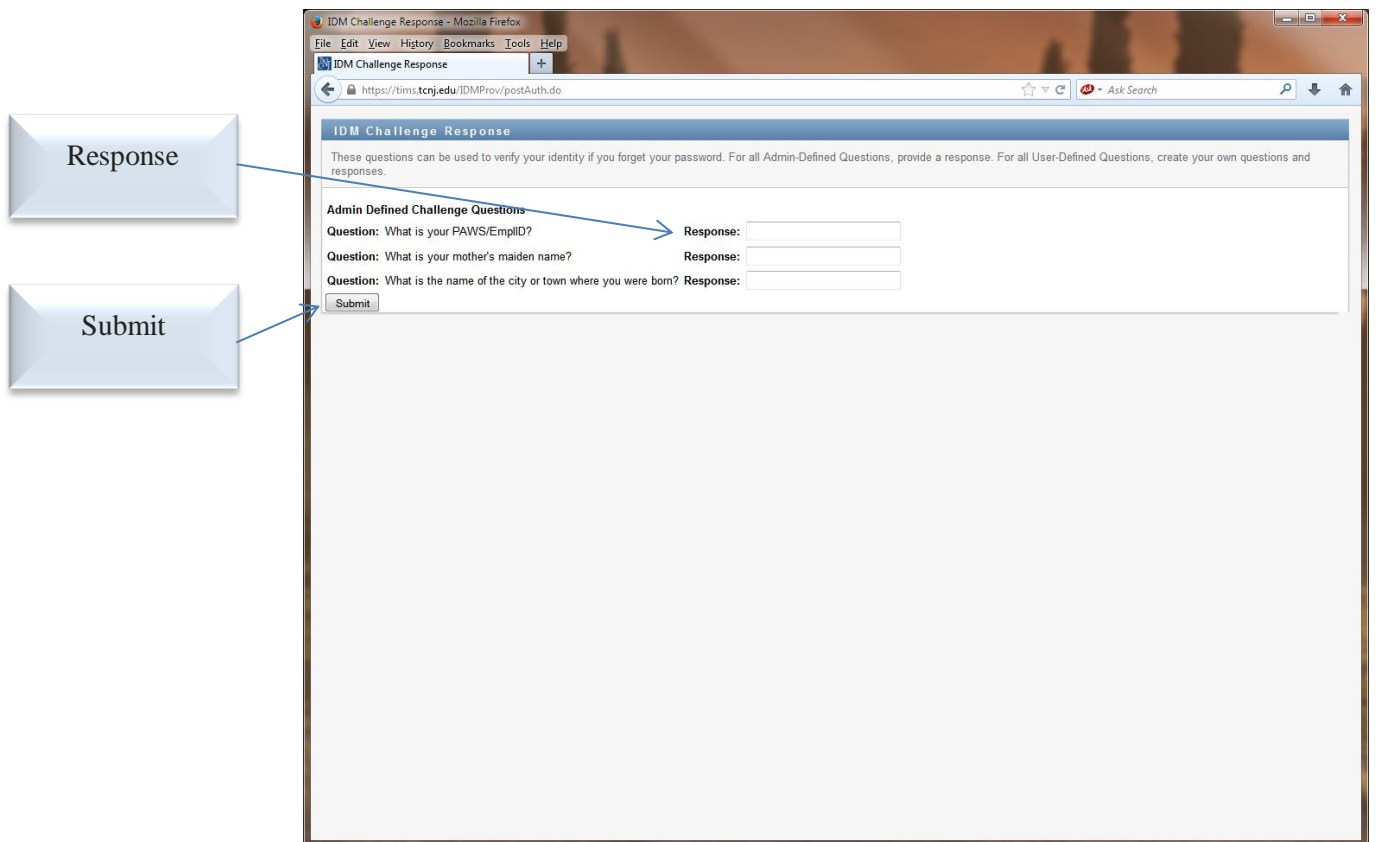 IDM Challenge Response - Mozilla Firefox
File Edit View History Bookmarks Tools Help
IDM Challenge Response
https://tims.tcnj.edu/IDMProv/postAuth.do
Ask Search
Response
IDM Challenge Response
These questions can be used to verify your identity if you forget your password. For all Admin-Defined Questions, provide a response. For all User-Defined Questions, create your own questions and
responses.
Admin Defined Challenge Questions
Question: What is your PAWS/EmplID? Response:
Question: What is your mother's maiden name? Response:
Question: What is the name of the city or town where you were born? Response:
Submit
Submit